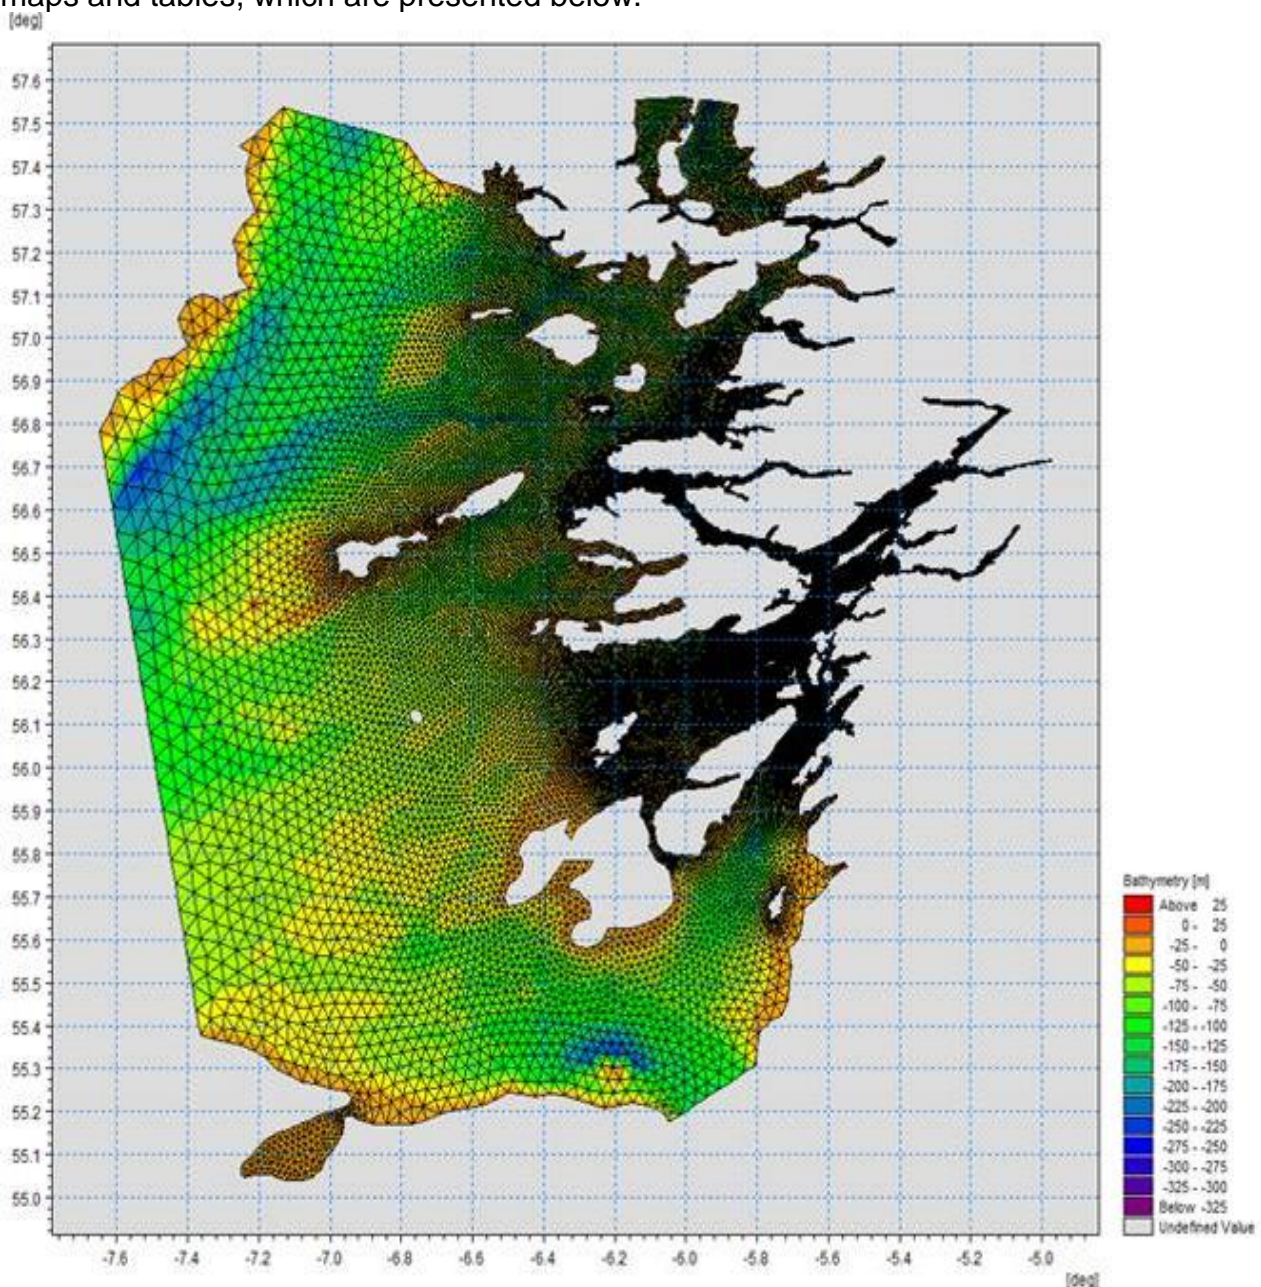 maps and tables, which are presented below.
[deg]
57.6
57.5
57.4
57.3
57.2
57.1
57.0
56.9
56.8
56.7
56.6
56.5
56.4
56.3
56.2
56.1
56.0
55.9
55.8
55.7
55.6
55.5
55.4
55.3
55.2
55.1
55.0
-7.6 -7.4 -7.2 -7.0 -6.8 -6.6 -6.4 -6.2 -6.0 -5.8 -5.6 -5.4 -5.2 -5.0
[deg]
Bathymetry [m]
Above 25
0 - 25
-25 - 0
-50 - -25
-75 - -50
-100 - -75
-125 - -100
-150 - -125
-175 - -150
-200 - -175
-225 - -200
-250 - -225
-275 - -250
-300 - -275
-325 - -300
Below -325
Undefined Value